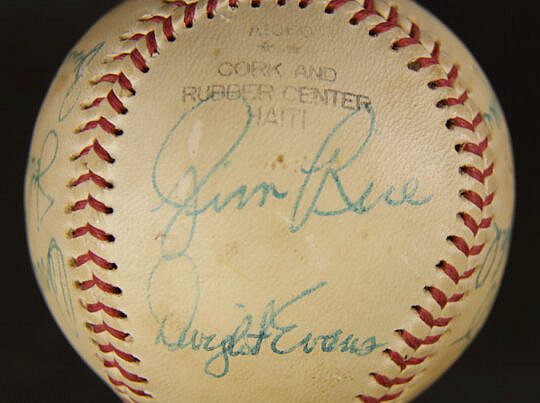 CORK AND
RUBBER CENTER
HAITI
Jim Rice
Dwight Evans